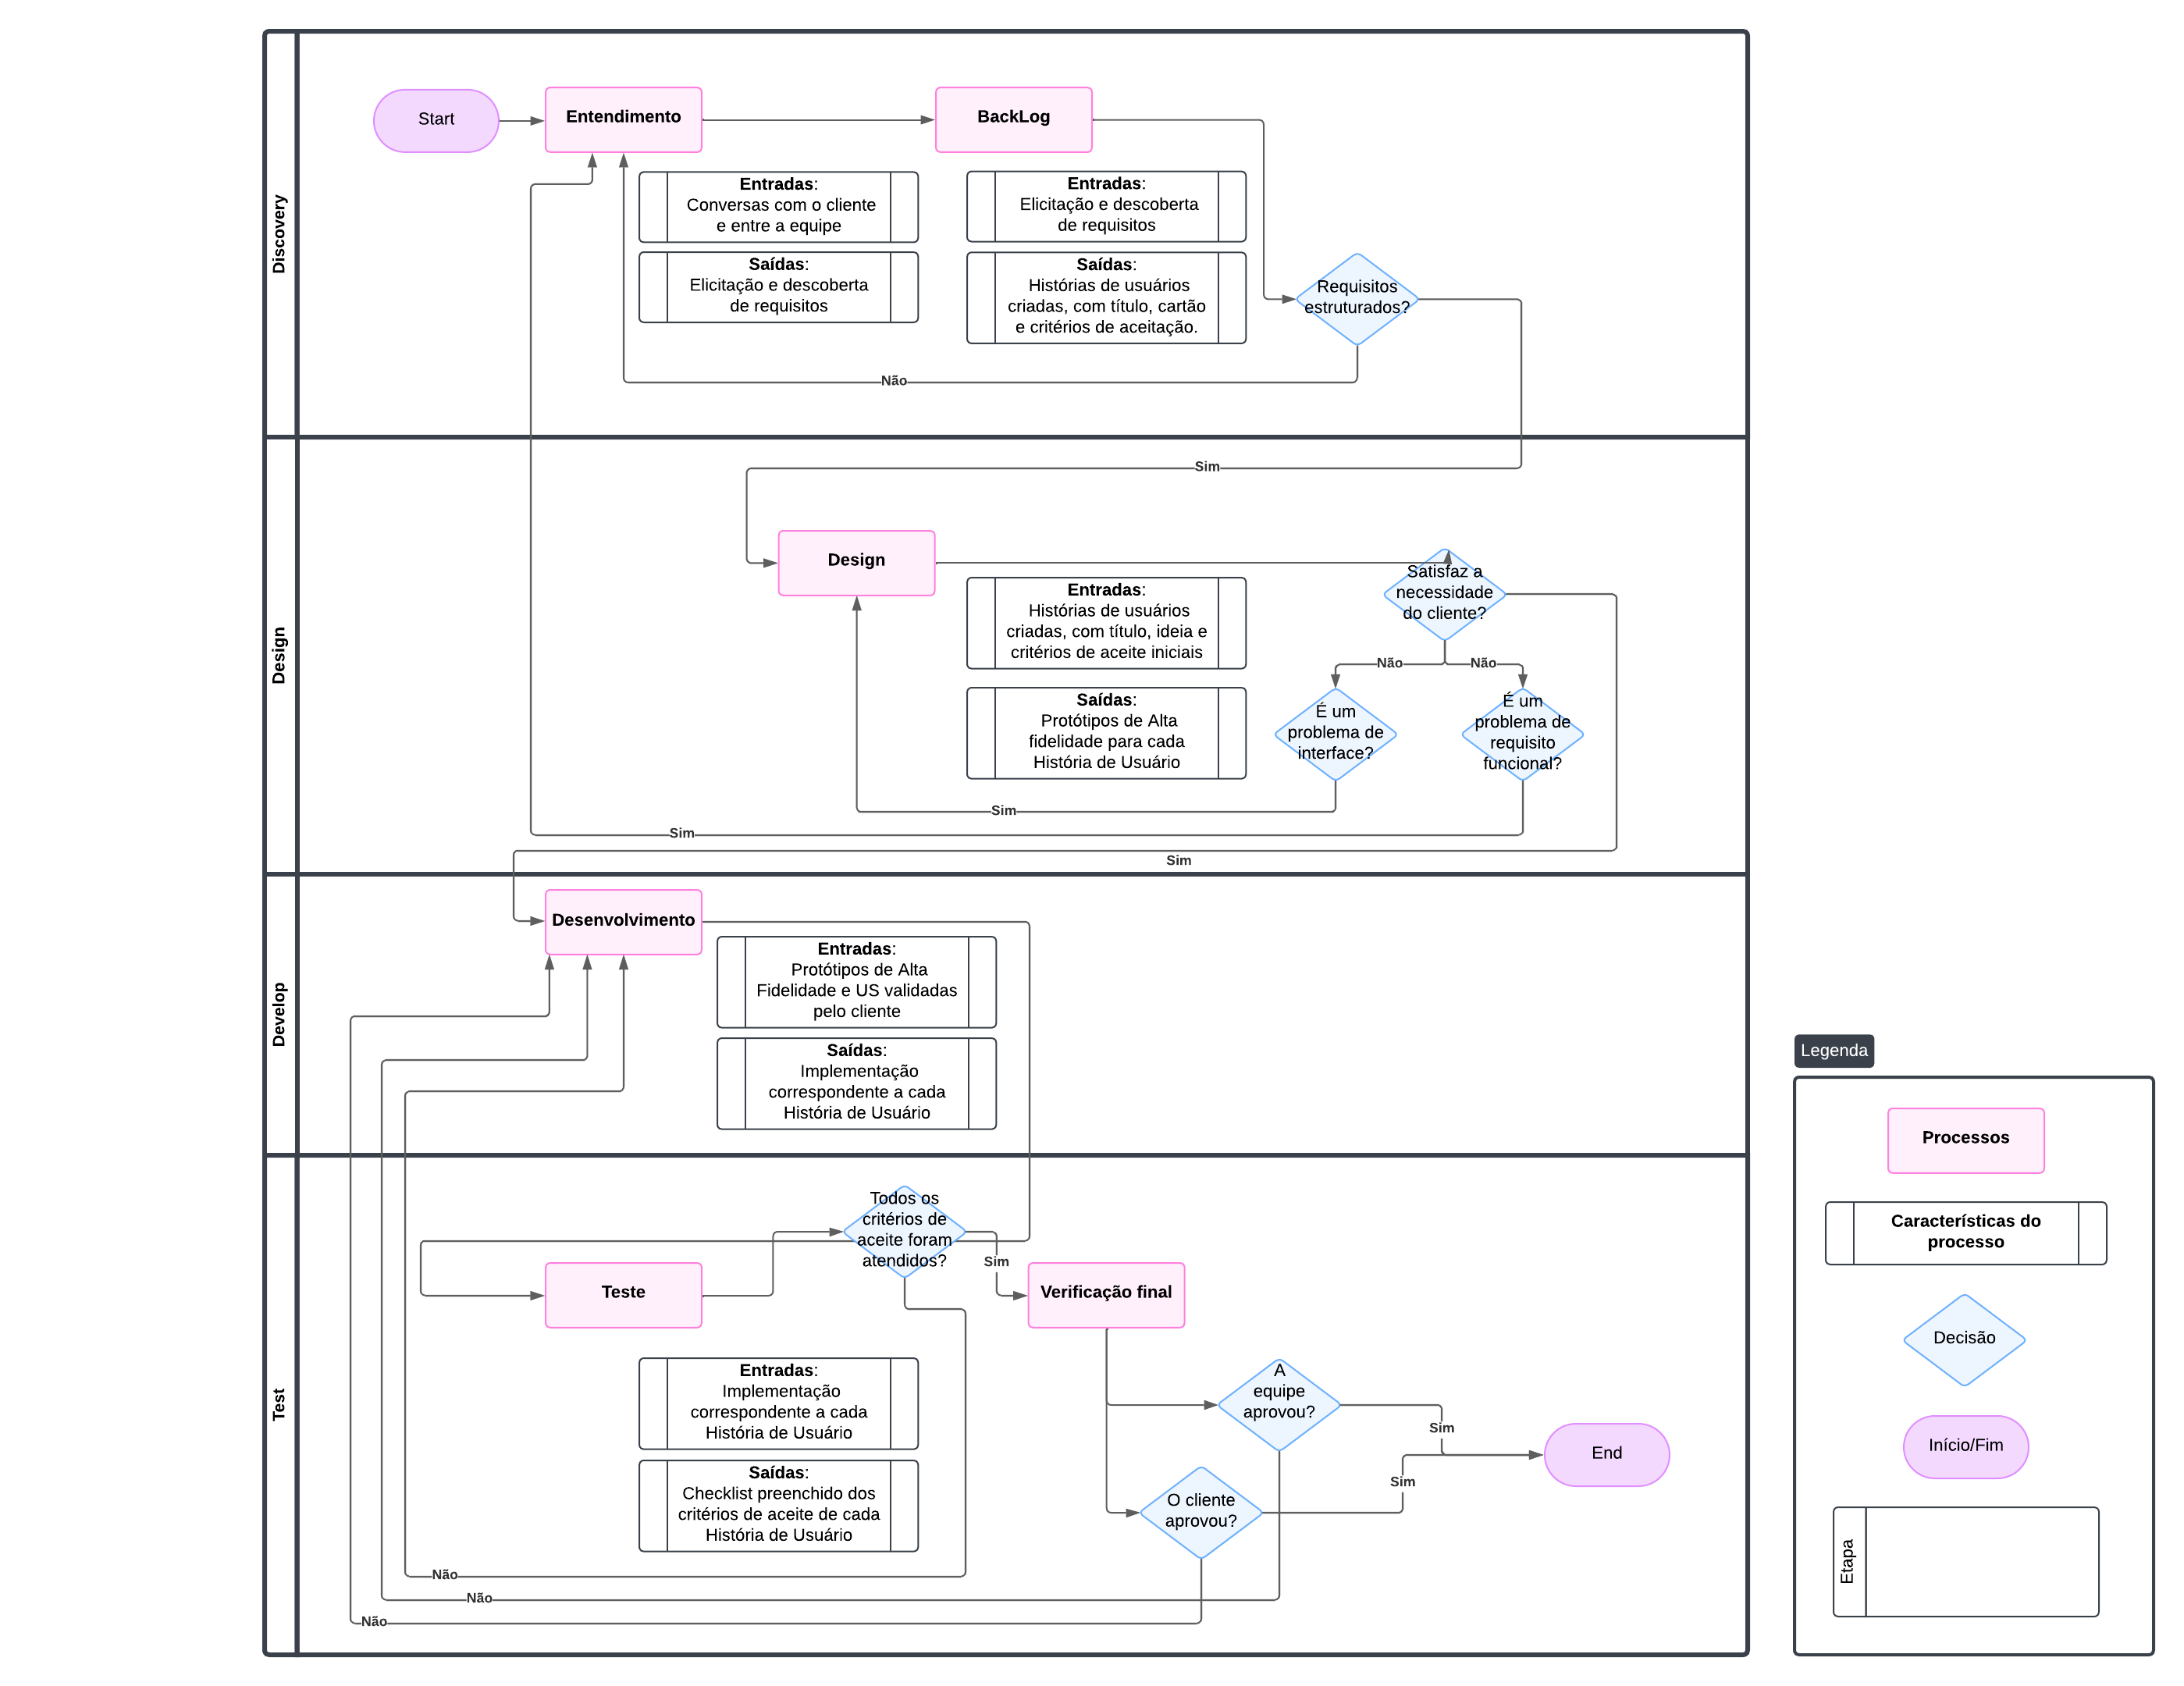 Discovery
Start
Entendimento
BackLog
Entradas:
Conversas com o cliente
e entre a equipe
Saídas:
Elicitação e descoberta
de requisitos
Entradas:
Elicitação e descoberta
de requisitos
Saídas:
Histórias de usuários
criadas, com título, cartão
e critérios de aceitação.
Requisitos
estruturados?
Não
Design
Sim
Design
Entradas:
Histórias de usuários
criadas, com título, ideia e
critérios de aceite iniciais
Saídas:
Protótipos de Alta
fidelidade para cada
História de Usuário
Satisfaz a
necessidade
do cliente?
Não
Não
É um
problema de
interface?
É um
problema de
requisito
funcional?
Sim
Sim
Sim
Develop
Desenvolvimento
Entradas:
Protótipos de Alta
Fidelidade e US validadas
pelo cliente
Saídas:
Implementação
correspondente a cada
História de Usuário
Test
Todos os
critérios de
aceite foram
atendidos?
Sim
Teste
Verificação final
Entradas:
Implementação
correspondente a cada
História de Usuário
Saídas:
Checklist preenchido dos
critérios de aceite de cada
História de Usuário
A
equipe
aprovou?
Sim
End
O cliente
aprovou?
Sim
Não
Não
Não
Legenda
Processos
Características do
processo
Decisão
Início/Fim
Etapa